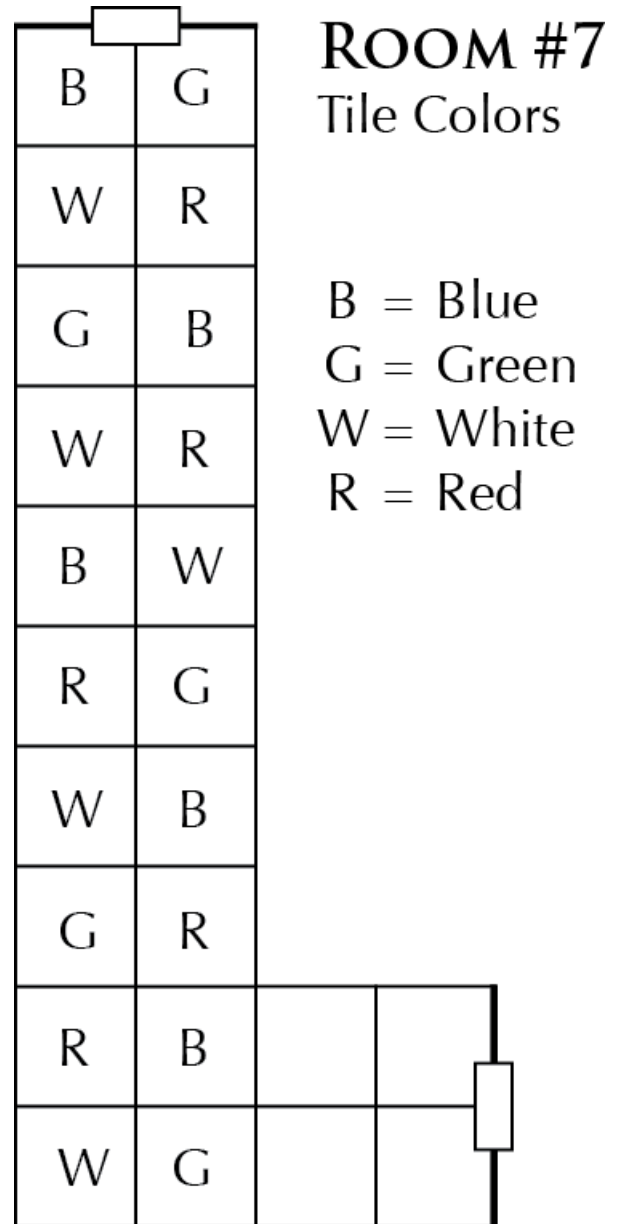 ROOM #7
Tile Colors
B = Blue
G = Green
W = White
R = Red
B G
W R
G B
W R
B W
R G
W B
G R
R B
W G